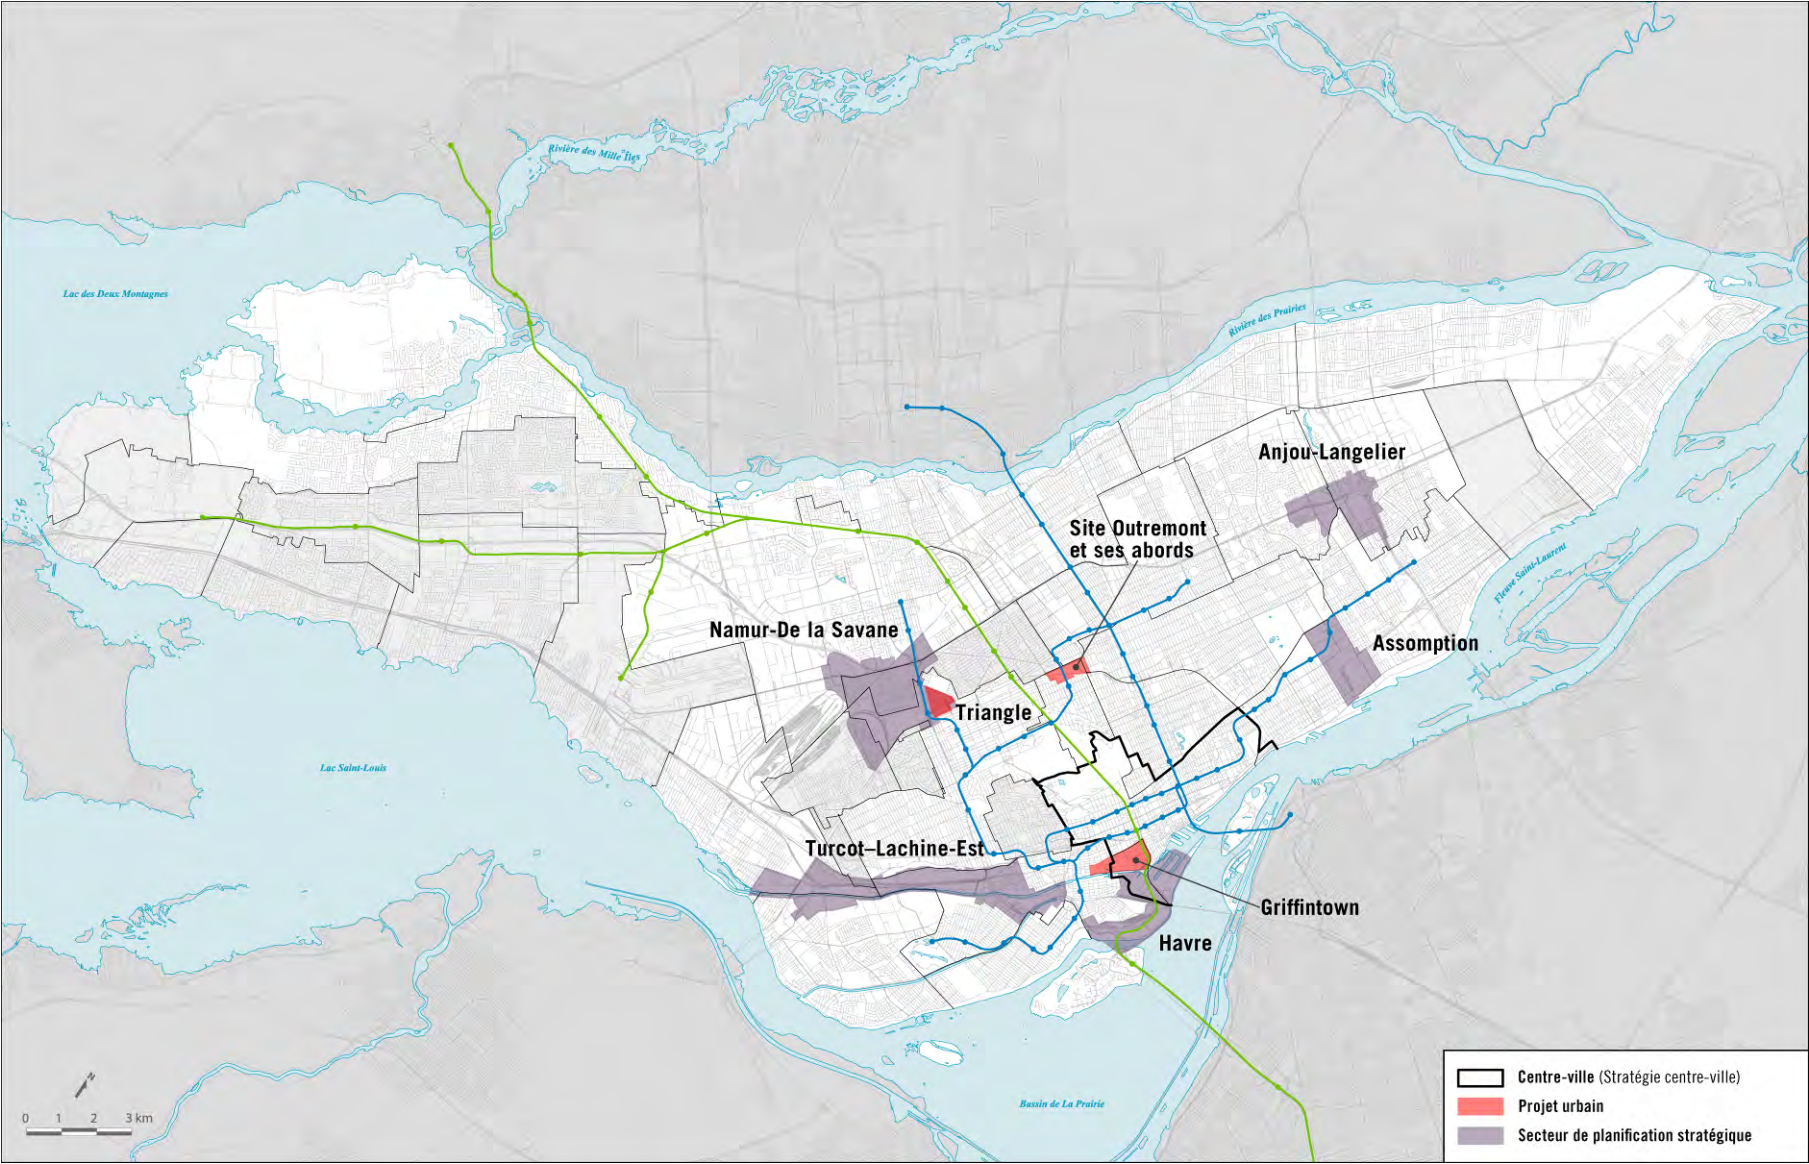 Rivière des Mille Îles
Lac des Deux Montagnes
Rivière des Prairies
Anjou-Langelier
Site Outremont
et ses abords
Fleuve Saint-Laurent
Namur-De la Savane
Assomption
Triangle
Lac Saint-Louis
Turcot–Lachine-Est
Griffintown
Havre
Bassin de La Prairie
N
0 1 2 3 km
Centre-ville (Stratégie centre-ville)
Projet urbain
Secteur de planification stratégique